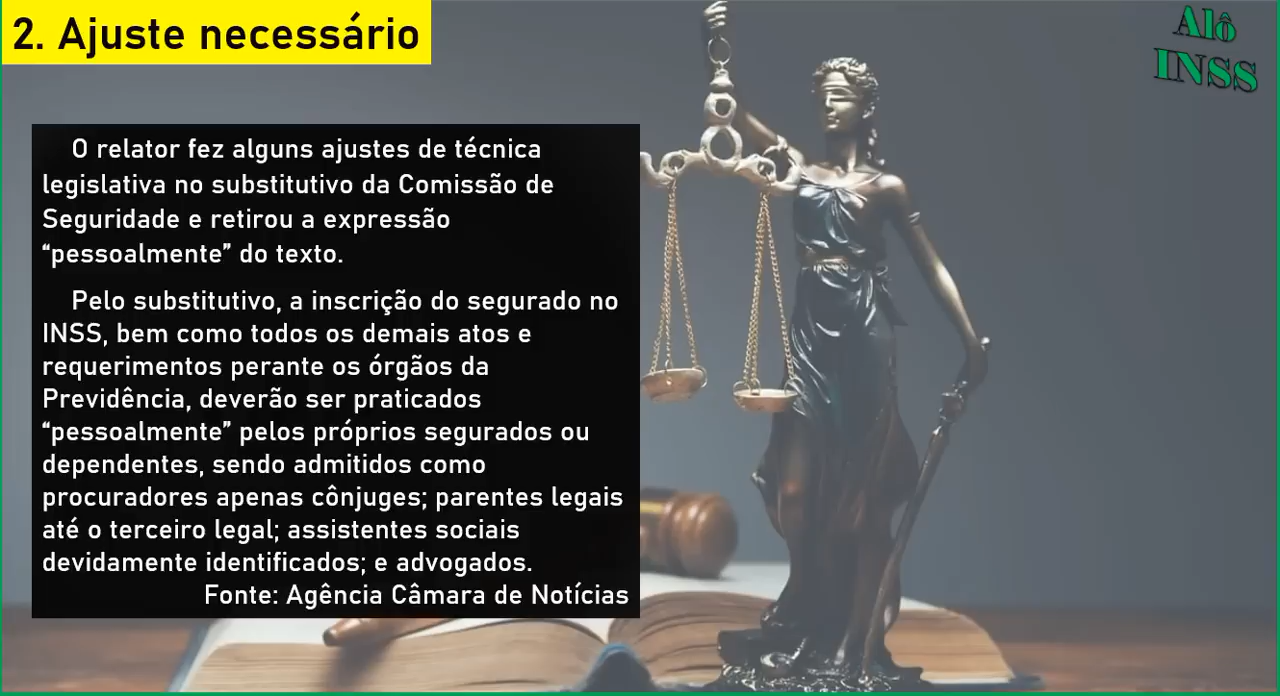 2. Ajuste necessário
Alô
INSS
O relator fez alguns ajustes de técnica
legislativa no substitutivo da Comissão de
Seguridade e retirou a expressão
“pessoalmente” do texto.
Pelo substitutivo, a inscrição do segurado no
INSS, bem como todos os demais atos e
requerimentos perante os órgãos da
Previdência, deverão ser praticados
“pessoalmente” pelos próprios segurados ou
dependentes, sendo admitidos como
procuradores apenas cônjuges; parentes legais
até o terceiro legal; assistentes sociais
devidamente identificados; e advogados.
Fonte: Agência Câmara de Notícias